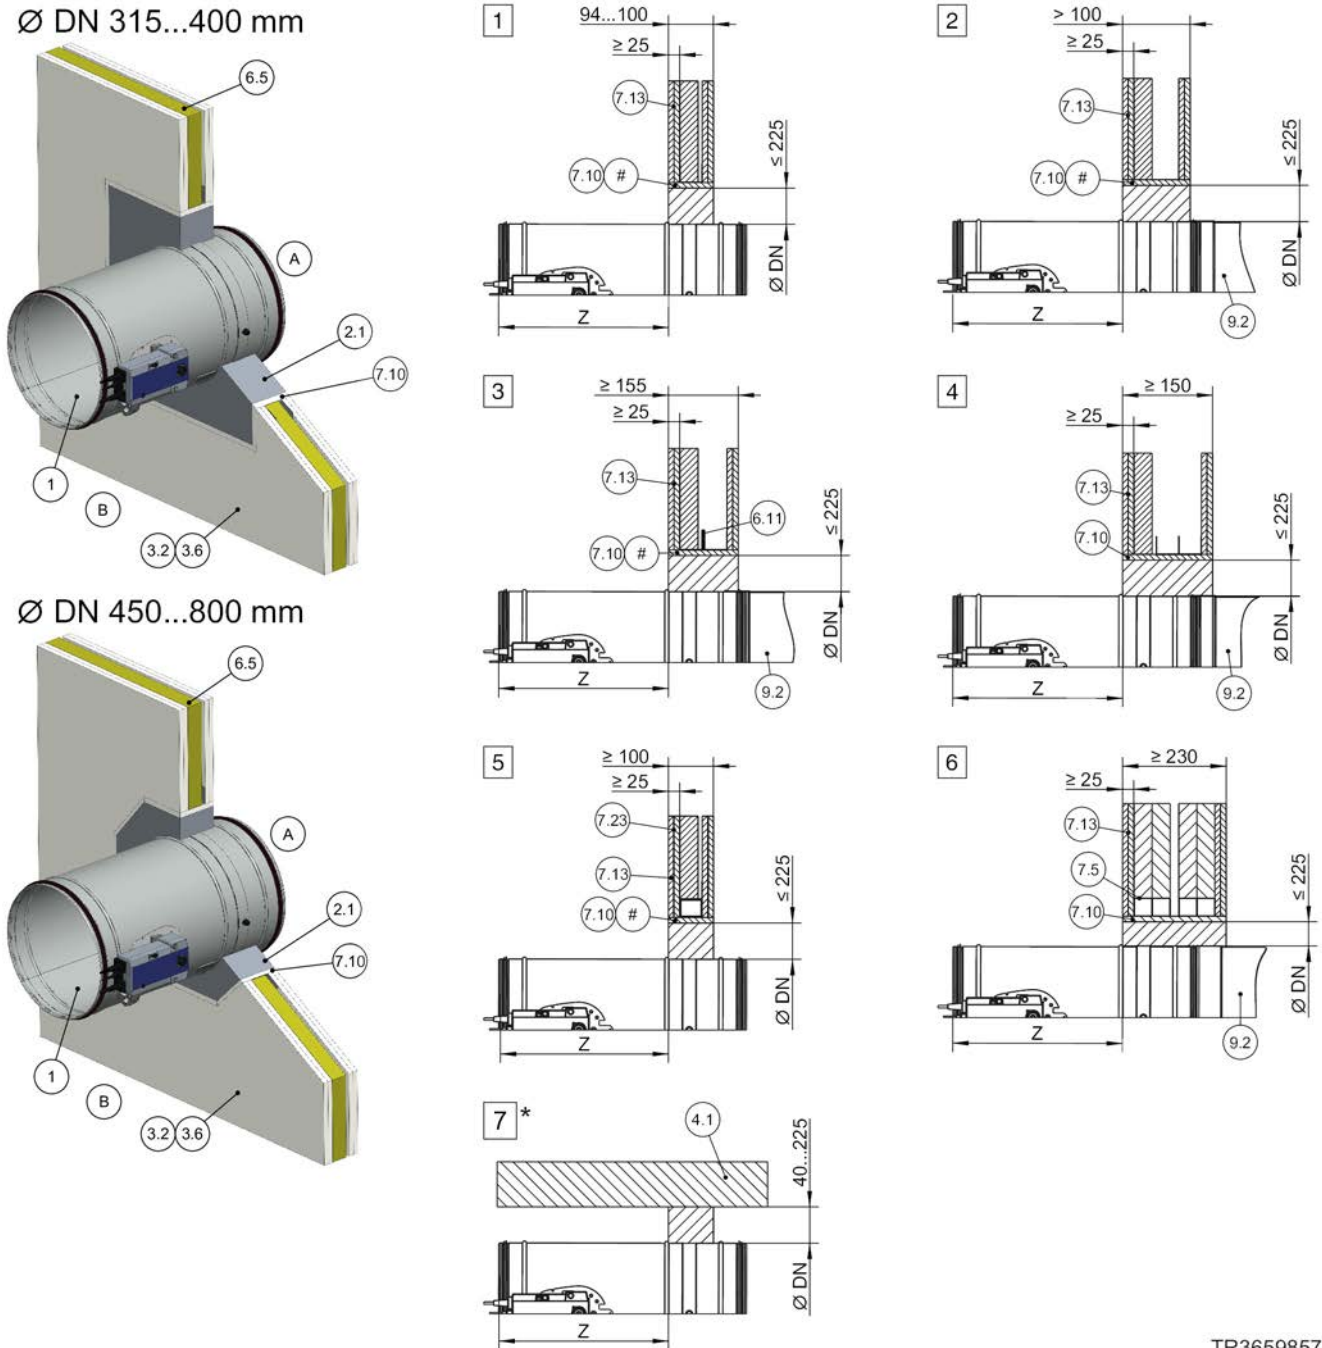 Ø DN 315...400 mm
6.5
A
2.1
7.10
1
B
3.2 3.6
Ø DN 450...800 mm
6.5
A
2.1
7.10
1
B
3.2 3.6
1
94...100
≥ 25
7.13
≤ 225
7.10 #
Ø DN
Z
2
> 100
≥ 25
7.13
≤ 225
7.10 #
Ø DN
Z
9.2
3
≥ 155
≥ 25
7.13
6.11
≤ 225
7.10 #
Ø DN
Z
9.2
4
≥ 150
≥ 25
7.13
≤ 225
7.10
Ø DN
Z
9.2
5
≥ 100
≥ 25
7.23
7.13
≤ 225
7.10 #
Ø DN
Z
6
≥ 230
≥ 25
7.13
7.5
≤ 225
7.10
Ø DN
Z
9.2
7 *
4.1
40...225
Ø DN
Z